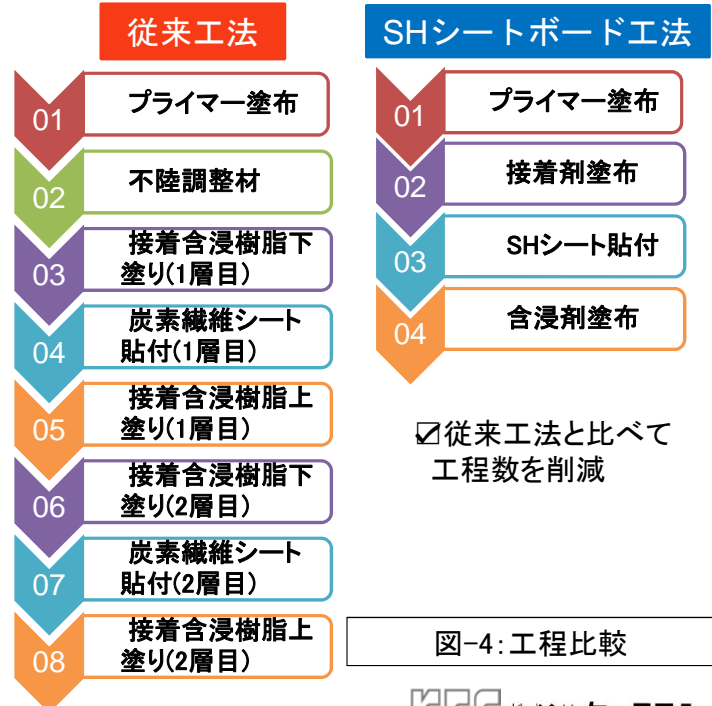 従来工法
01
プライマー塗布
02
不陸調整材
03
接着含浸樹脂下
塗り(1層目)
04
炭素繊維シート
貼付(1層目)
05
接着含浸樹脂上
塗り(1層目)
06
接着含浸樹脂下
塗り(2層目)
07
炭素繊維シート
貼付(2層目)
08
接着含浸樹脂上
塗り(2層目)
SHシートボード工法
01
プライマー塗布
02
接着剤塗布
03
SHシート貼付
04
含浸剤塗布
☑従来工法と比べて
工程数を削減
図-4:工程比較